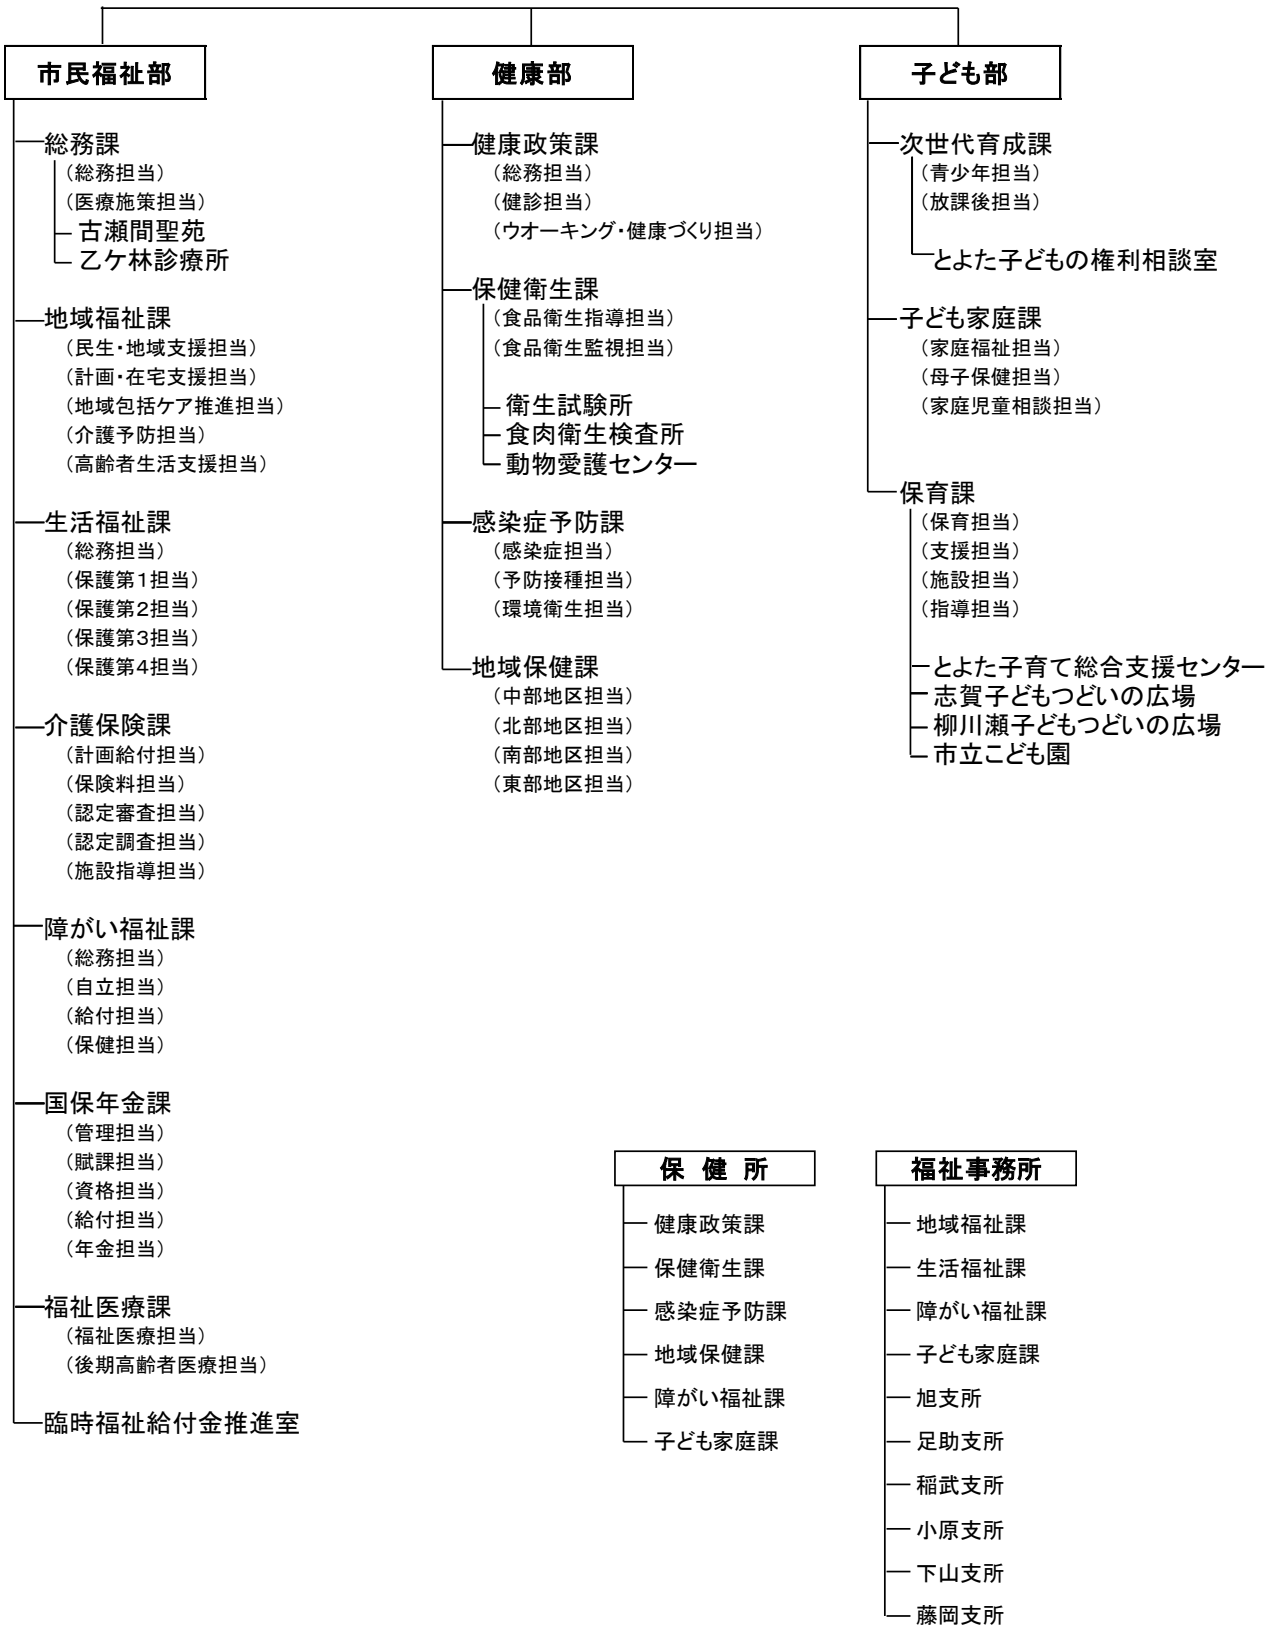 市民福祉部
総務課
（総務担当）
（医療施策担当）
古瀬間聖苑
乙ケ林診療所
地域福祉課
（民生・地域支援担当）
（計画・在宅支援担当）
（地域包括ケア推進担当）
（介護予防担当）
（高齢者生活支援担当）
生活福祉課
（総務担当）
（保護第１担当）
（保護第２担当）
（保護第３担当）
（保護第４担当）
介護保険課
（計画給付担当）
（保険料担当）
（認定審査担当）
（認定調査担当）
（施設指導担当）
障がい福祉課
（総務担当）
（自立担当）
（給付担当）
（保健担当）
国保年金課
（管理担当）
（賦課担当）
（資格担当）
（給付担当）
（年金担当）
福祉医療課
（福祉医療担当）
（後期高齢者医療担当）
臨時福祉給付金推進室
健康部
健康政策課
（総務担当）
（健診担当）
（ウオーキング・健康づくり担当）
保健衛生課
（食品衛生指導担当）
（食品衛生監視担当）
衛生試験所
食肉衛生検査所
動物愛護センター
感染症予防課
（感染症担当）
（予防接種担当）
（環境衛生担当）
地域保健課
（中部地区担当）
（北部地区担当）
（南部地区担当）
（東部地区担当）
子ども部
次世代育成課
（青少年担当）
（放課後担当）
とよた子どもの権利相談室
子ども家庭課
（家庭福祉担当）
（母子保健担当）
（家庭児童相談担当）
保育課
（保育担当）
（支援担当）
（施設担当）
（指導担当）
とよた子育て総合支援センター
志賀子どもつどいの広場
柳川瀬子どもつどいの広場
市立こども園
保 健 所
健康政策課
保健衛生課
感染症予防課
地域保健課
障がい福祉課
子ども家庭課
福祉事務所
地域福祉課
生活福祉課
障がい福祉課
子ども家庭課
旭支所
足助支所
稲武支所
小原支所
下山支所
藤岡支所